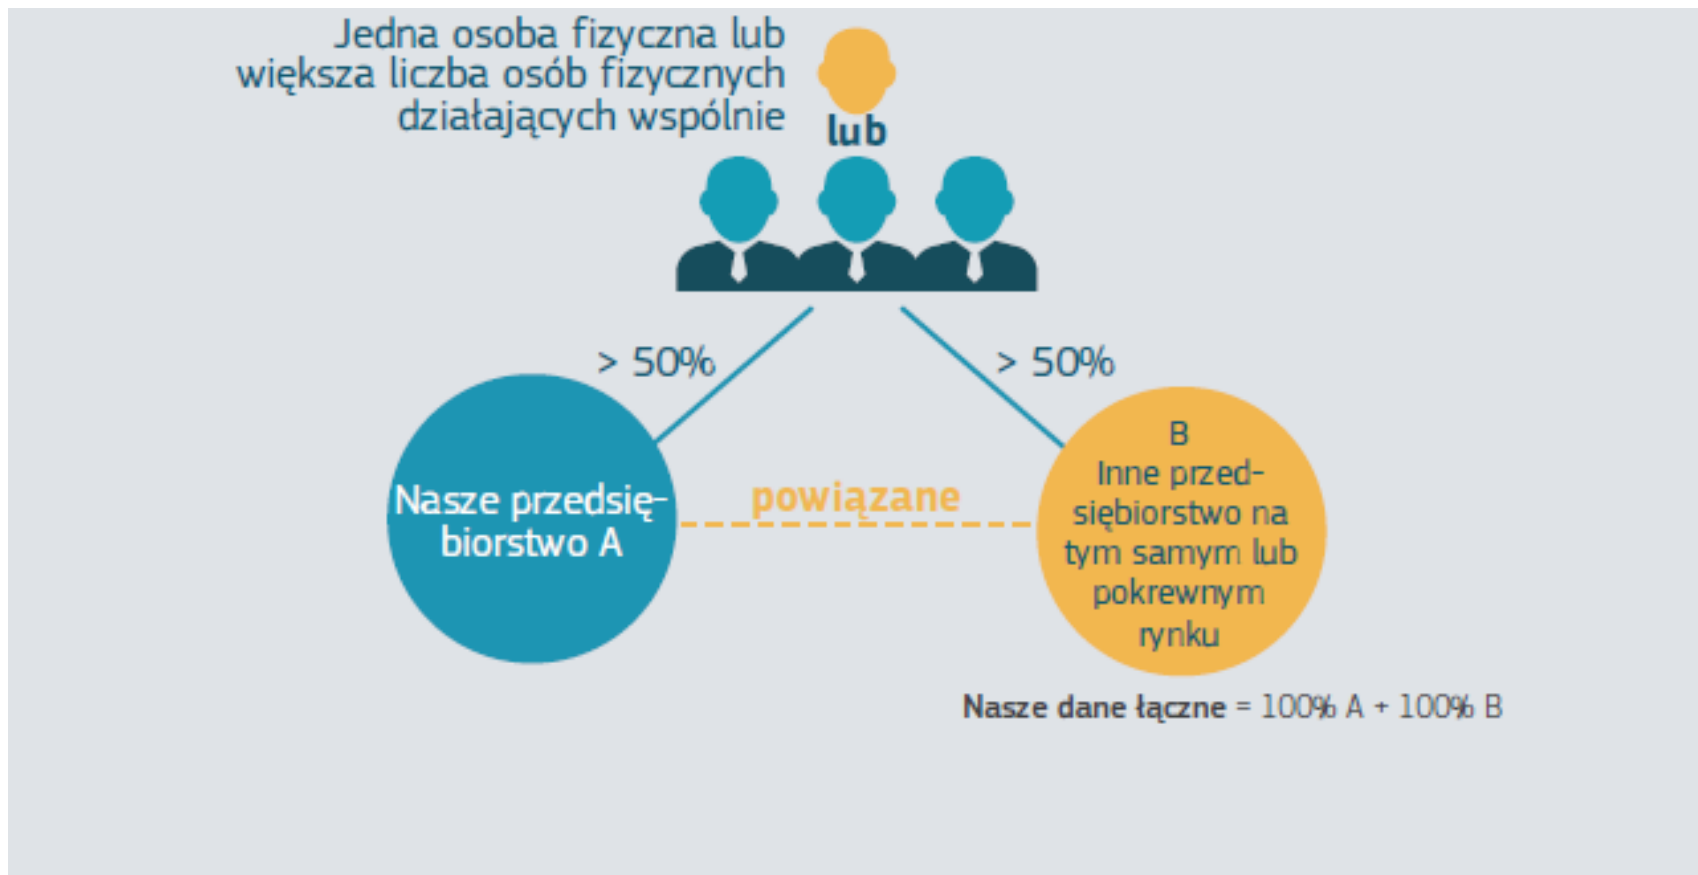 Jedna osoba fizyczna lub
większa liczba osób fizycznych
działających wspólnie
lub
> 50%
> 50%
Nasze przedsię-
biorstwo A
powiązane
B
Inne przed-
siębiorstwo na
tym samym lub
pokrewnym
rynku
Nasze dane łączne = 100% A + 100% B